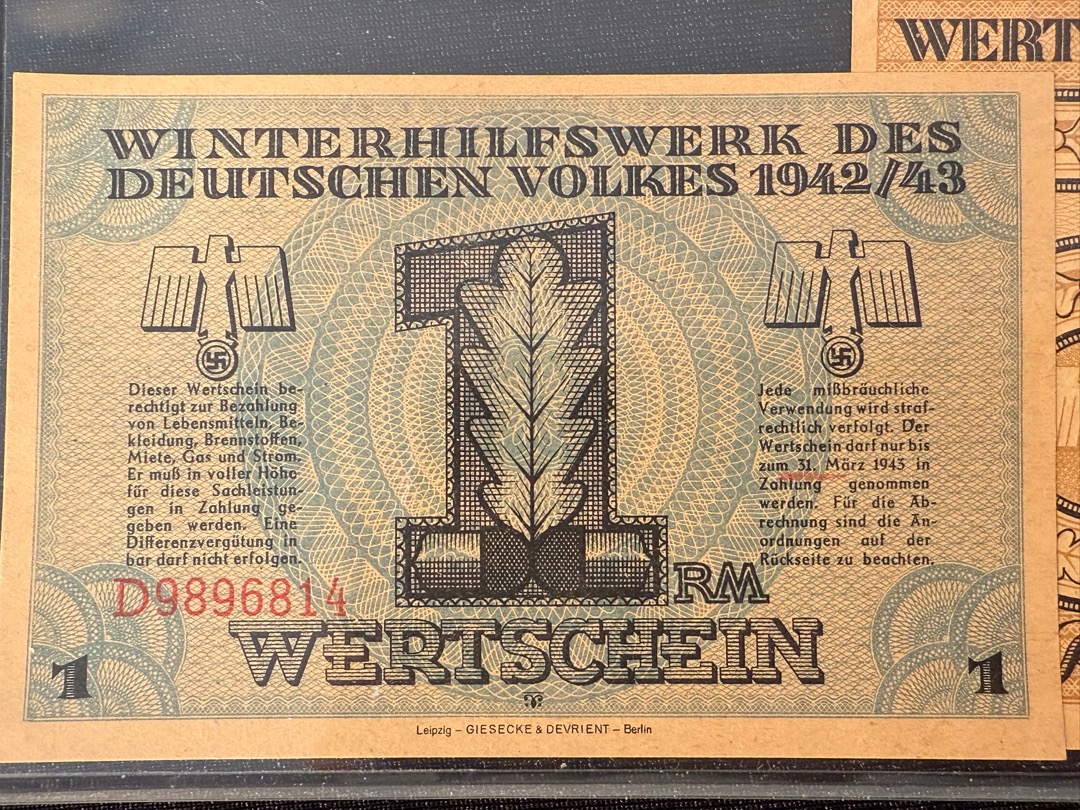 WERT
WINTERHILFSWERK DES
DEUTSCHEN VOLKES 1942/43
Dieser Wertschein be-
rechtigt zur Bezahlung
von Lebensmitteln, Be-
kleidung, Brennstoffen,
Miete, Gas und Strom.
Er muß in voller Höhe
für diese Sachleistun-
gen in Zahlung ge-
geben werden. Eine
Differenzvergütung in
bar darf nicht erfolgen.
D9896814
1
RM
Jede mißbräuchliche
Verwendung wird straf-
rechtlich verfolgt. Der
Wertschein darf nur bis
zum 31. März 1943 in
Zahlung genommen
werden. Für die Ab-
rechnung sind die An-
ordnungen auf der
Rückseite zu beachten.
WERTSCHEIN
1
1
Leipzig – GIESECKE & DEVRIENT – Berlin